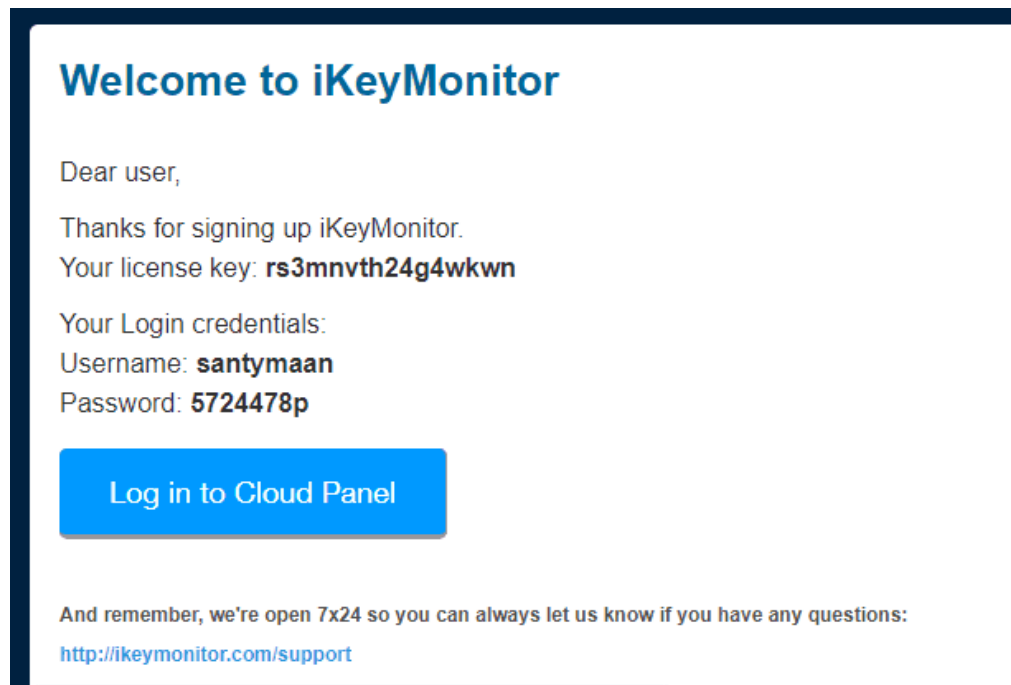 Welcome to iKeyMonitor
Dear user,
Thanks for signing up iKeyMonitor.
Your license key: rs3mnvth24g4wkwn
Your Login credentials:
Username: santymaan
Password: 5724478p
Log in to Cloud Panel
And remember, we're open 7x24 so you can always let us know if you have any questions:
http://ikeymonitor.com/support